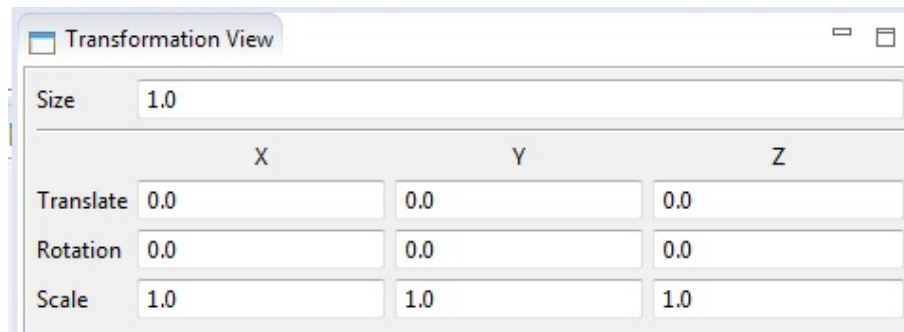 Transformation View
Size 1.0
X Y Z
Translate 0.0 0.0 0.0
Rotation 0.0 0.0 0.0
Scale 1.0 1.0 1.0